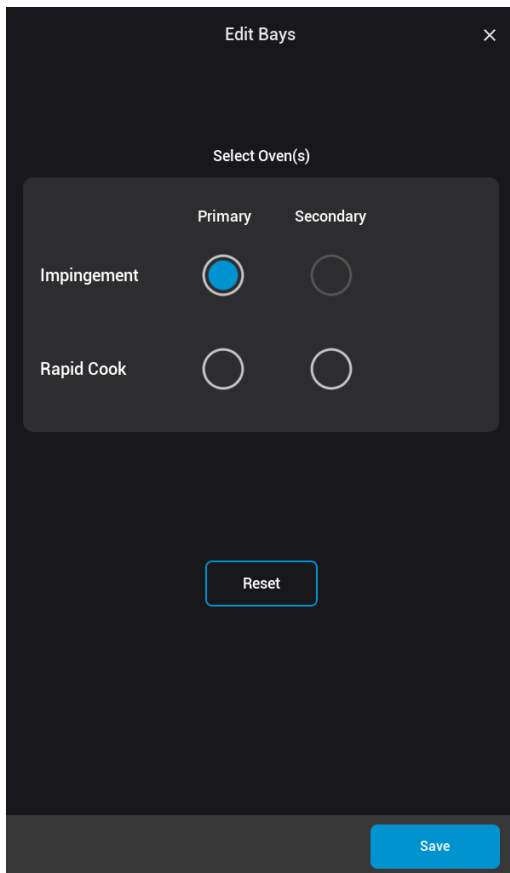 Edit Bays
Select Oven(s)
Primary Secondary
Impingement
Rapid Cook
Reset
Save